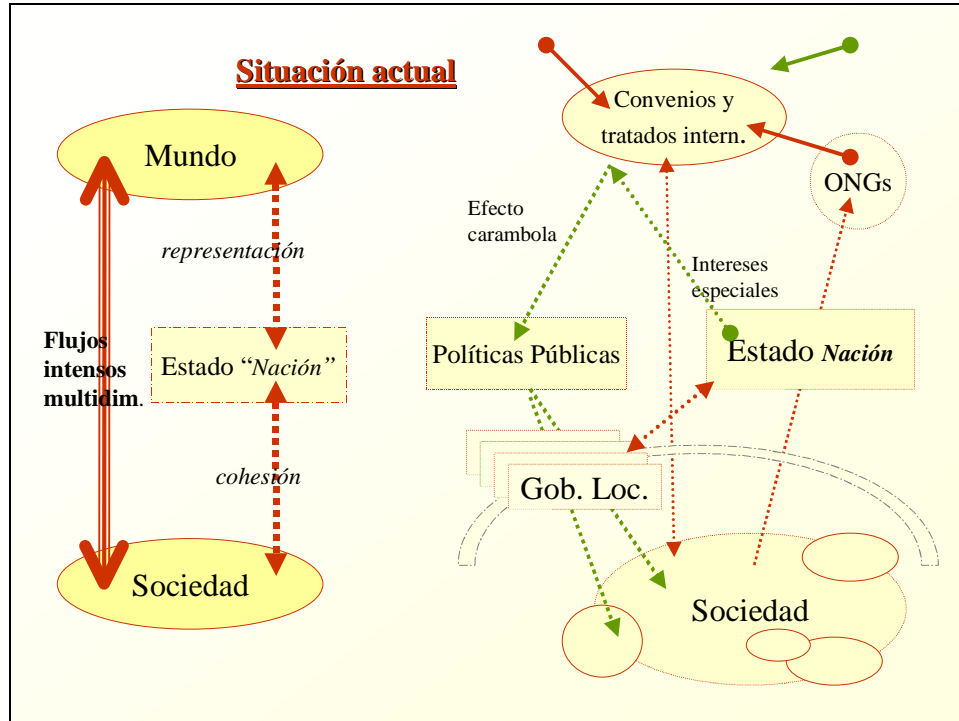 Situación actual
Mundo
representación
Flujos
intensos
multidim.
Estado “Nación”
cohesión
Sociedad
Convenios y
tratados intern.
ONGs
Efecto
carambola
Intereses
especiales
Políticas Públicas
Estado Nación
Gob. Loc.
Sociedad